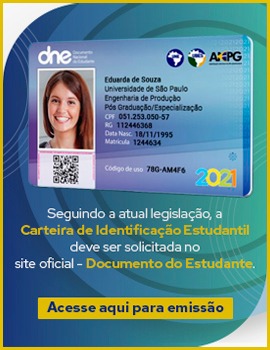 dne
Documento
Nacional do
Estudante
ANPG
Eduarda de Souza
Universidade de São Paulo
Engenharia de Produção
Pós Graduação/Especialização
CPF 051.253.050-57
RG 112446368
Data Nasc. 18/11/1995
Matrícula 1244634
Código de uso: 78G-AM4F6
2021
Seguindo a atual legislação, a
Carteira de Identificação Estudantil
deve ser solicitada no
site oficial - Documento do Estudante.
Acesse aqui para emissão